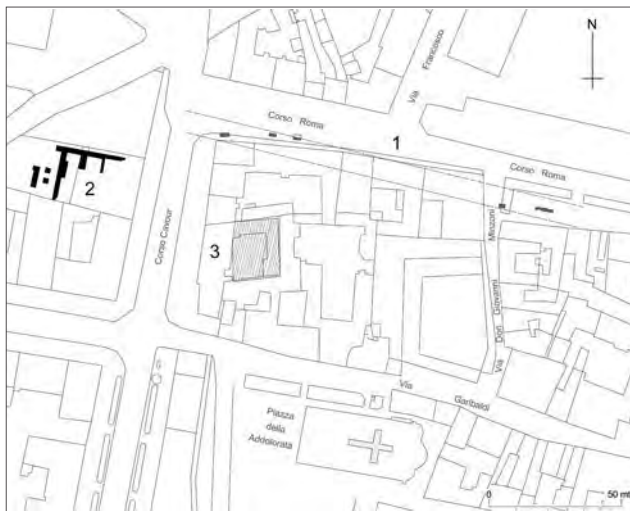 N
Via Francesco
Corso Roma
1
Corso Roma
2
Corso Cavour
3
Via Don Giovanni Minzoni
Via Garibaldi
Piazza
della
Addolorata
0 50 mt